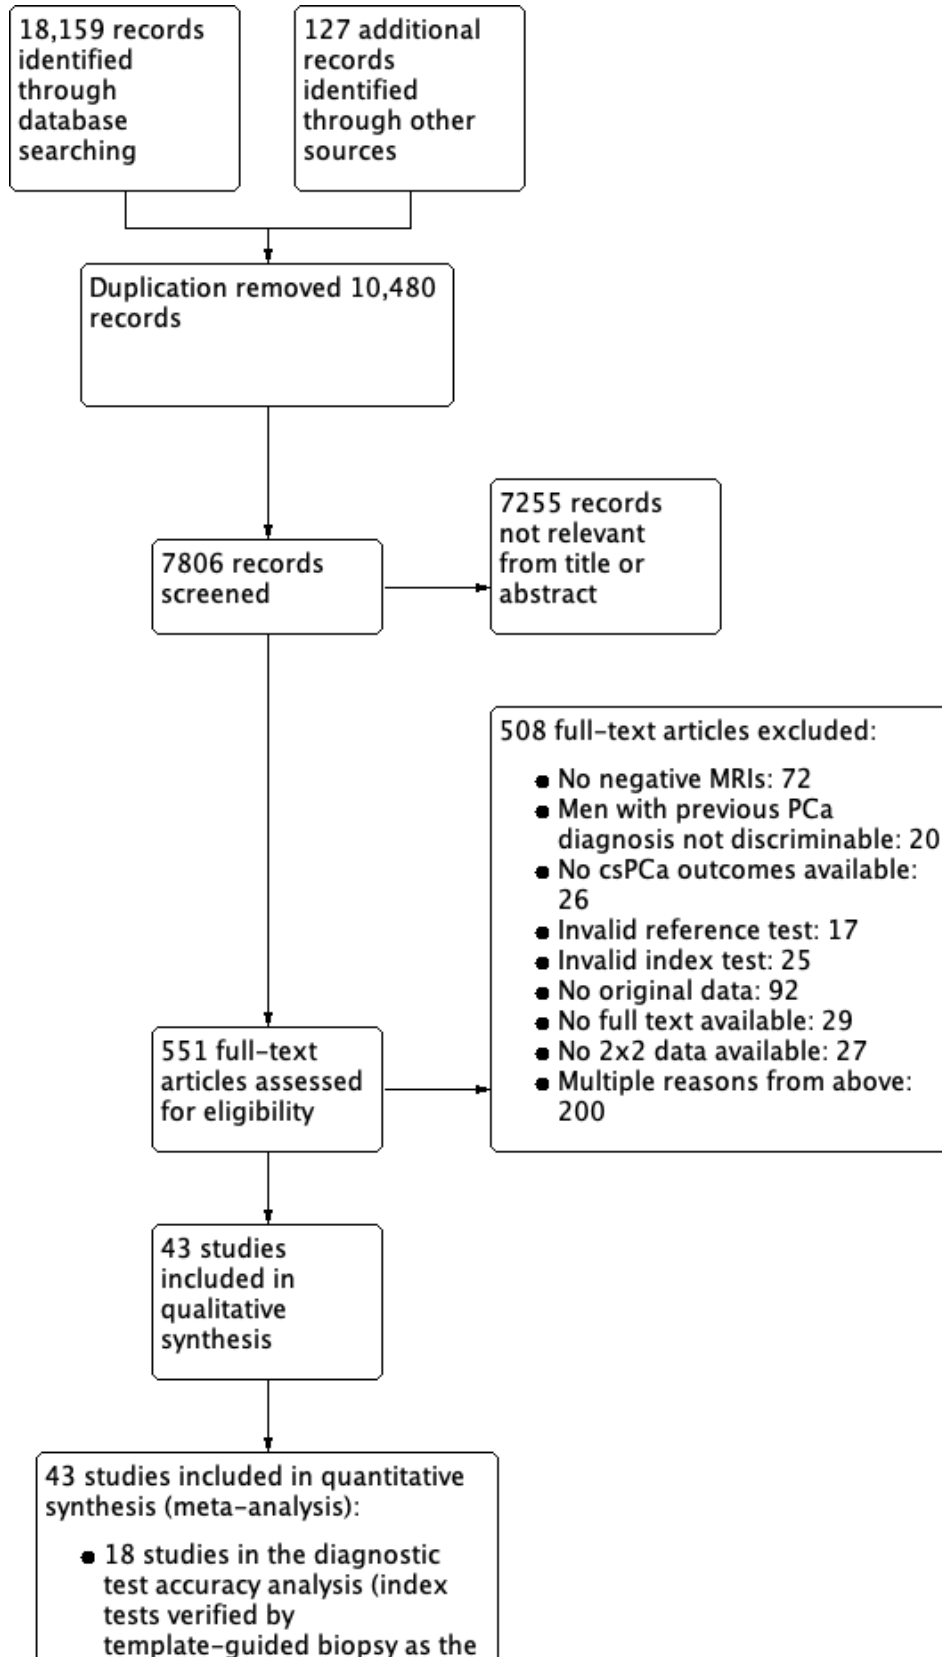 18,159 records
identified
through
database
searching
127 additional
records
identified
through other
sources
Duplication removed 10,480
records
7806 records
screened
7255 records
not relevant
from title or
abstract
508 full-text articles excluded:
● No negative MRIs: 72
● Men with previous PCa
diagnosis not discriminable: 20
● No csPCa outcomes available:
26
● Invalid reference test: 17
● Invalid index test: 25
● No original data: 92
● No full text available: 29
● No 2x2 data available: 27
● Multiple reasons from above:
200
551 full-text
articles assessed
for eligibility
43 studies
included in
qualitative
synthesis
43 studies included in quantitative
synthesis (meta-analysis):
● 18 studies in the diagnostic
test accuracy analysis (index
tests verified by
template-guided biopsy as the